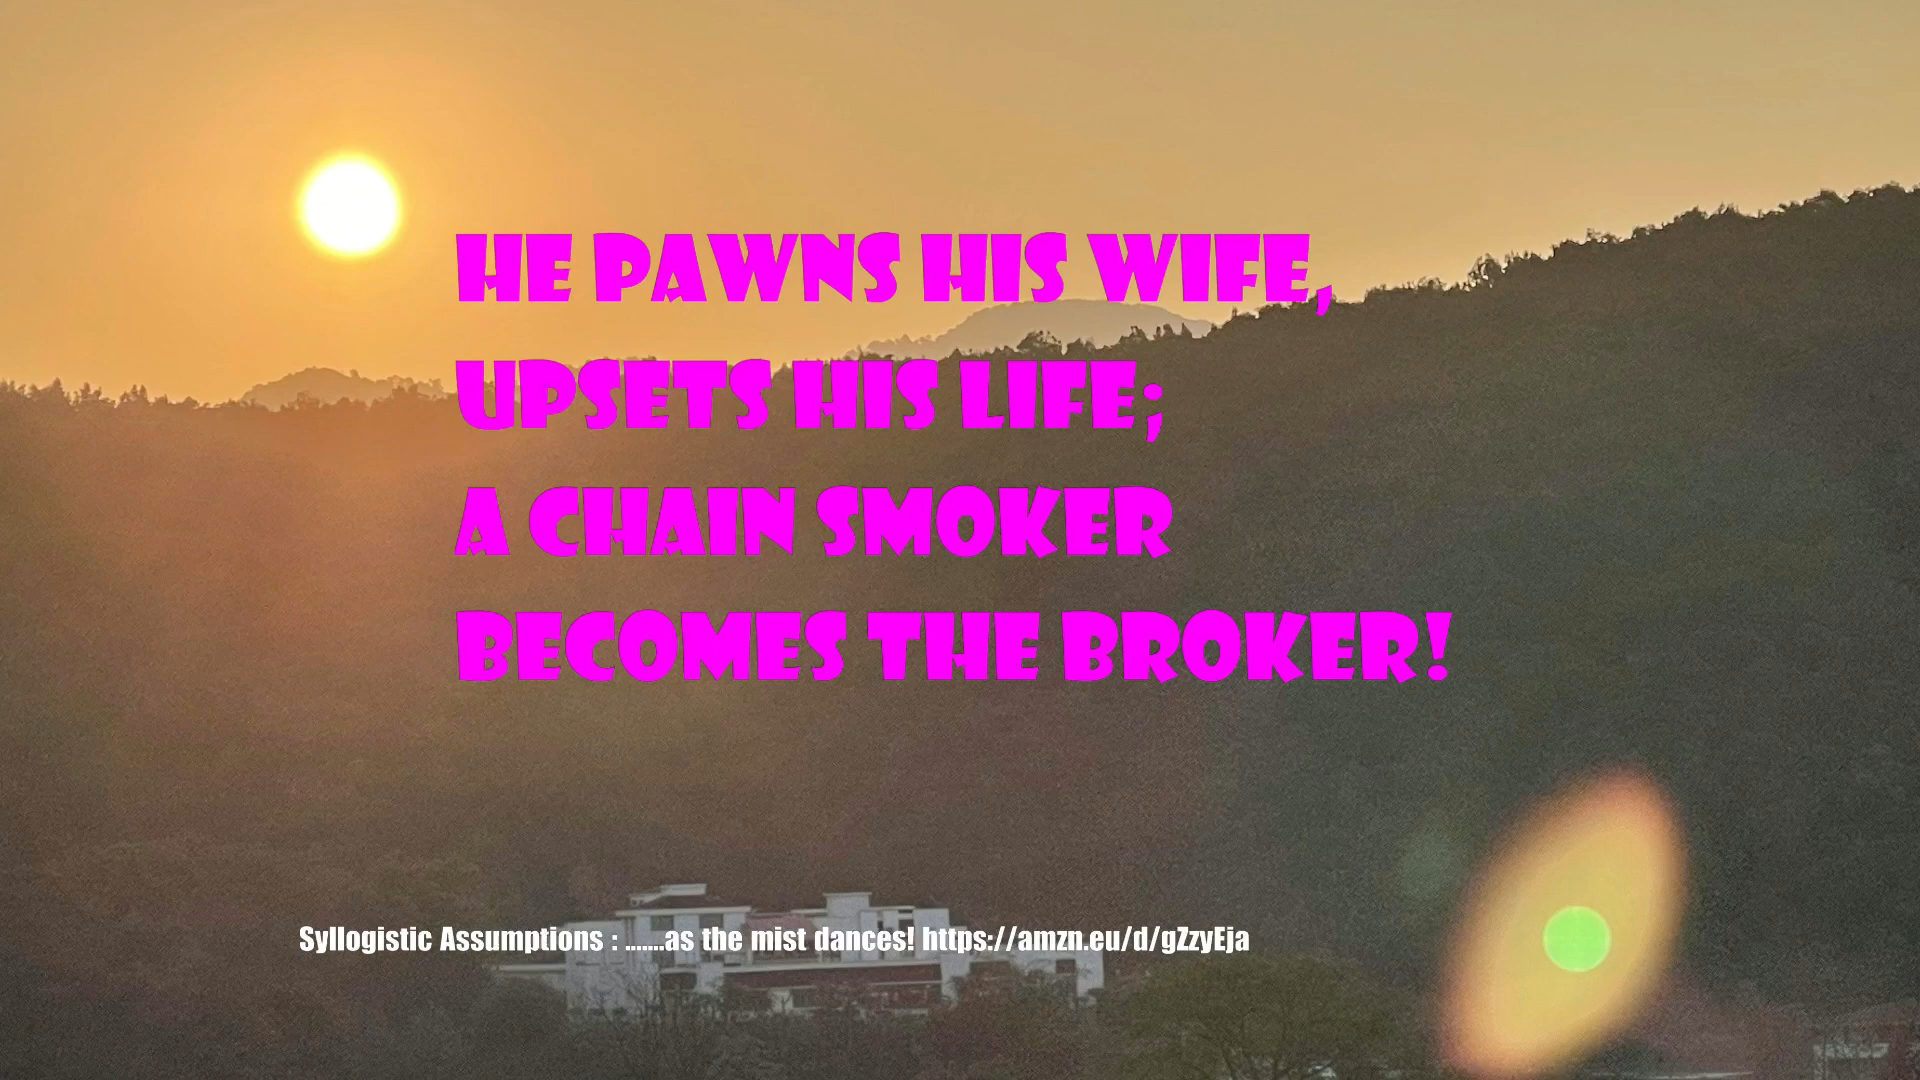 HE PAWNS HIS WIFE,
UPSETS HIS LIFE;
A CHAIN SMOKER
BECOMES THE BROKER!
Syllogistic Assumptions : .......as the mist dances! https://amzn.eu/d/gZzyEja